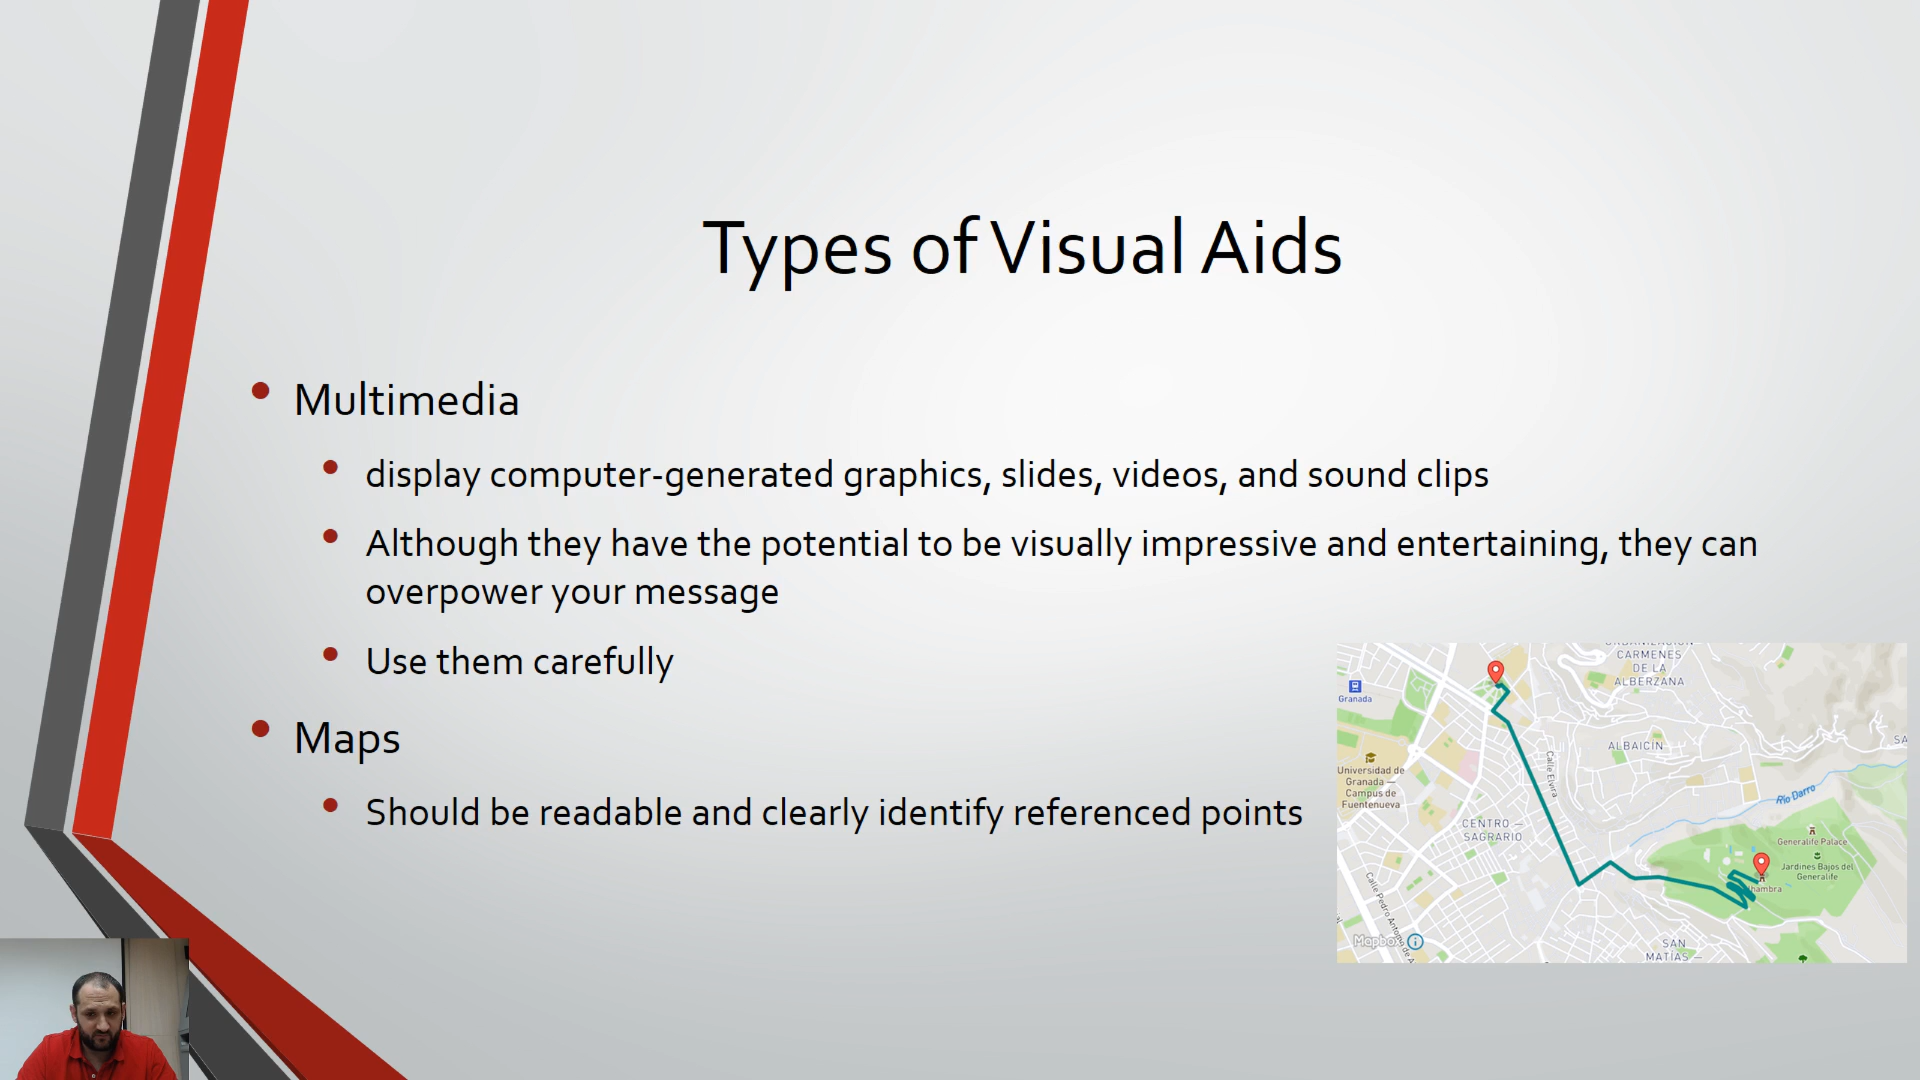 Types of Visual Aids
Multimedia
display computer-generated graphics, slides, videos, and sound clips
Although they have the potential to be visually impressive and entertaining, they can
overpower your message
Use them carefully
Maps
Should be readable and clearly identify referenced points
CARMENES
DE LA
ALBERZANA
Granada
ALBAICIN
SA
Calle Elvira
Universidad de
Granada —
Campus de
Fuentenueva
Río Darro
CENTRO —
SAGRARIO
Generalife Palace
Jardines Bajos del
Generalife
lhambra
Calle Pedro Antonio de A
Mapbox
SAN
MATÍAS —